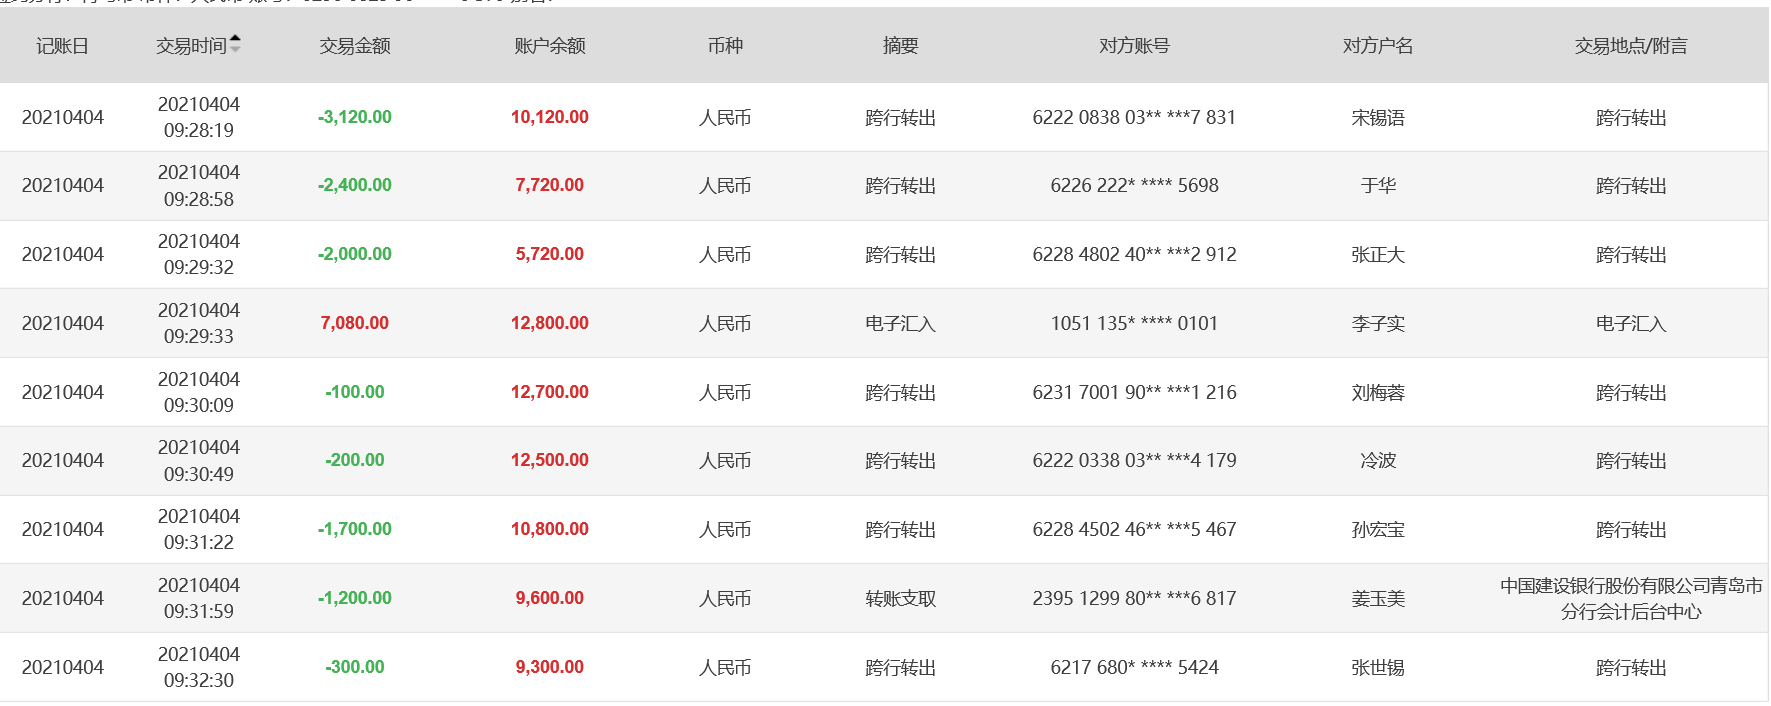 记账日 交易时间 交易金额 账户余额 币种 摘要 对方账号 对方户名 交易地点/附言
20210404 20210404 09:28:19 -3,120.00 10,120.00 人民币 跨行转出 6222 0838 03** ***7 831 宋锡语 跨行转出
20210404 20210404 09:28:58 -2,400.00 7,720.00 人民币 跨行转出 6226 222* **** 5698 于华 跨行转出
20210404 20210404 09:29:32 -2,000.00 5,720.00 人民币 跨行转出 6228 4802 40** ***2 912 张正大 跨行转出
20210404 20210404 09:29:33 7,080.00 12,800.00 人民币 电子汇入 1051 135* **** 0101 李子实 电子汇入
20210404 20210404 09:30:09 -100.00 12,700.00 人民币 跨行转出 6231 7001 90** ***1 216 刘梅蓉 跨行转出
20210404 20210404 09:30:49 -200.00 12,500.00 人民币 跨行转出 6222 0338 03** ***4 179 冷波 跨行转出
20210404 20210404 09:31:22 -1,700.00 10,800.00 人民币 跨行转出 6228 4502 46** ***5 467 孙宏宝 跨行转出
20210404 20210404 09:31:59 -1,200.00 9,600.00 人民币 转账支取 2395 1299 80** ***6 817 姜玉美 中国建设银行股份有限公司青岛市分行会计后台中心
20210404 20210404 09:32:30 -300.00 9,300.00 人民币 跨行转出 6217 680* **** 5424 张世锡 跨行转出